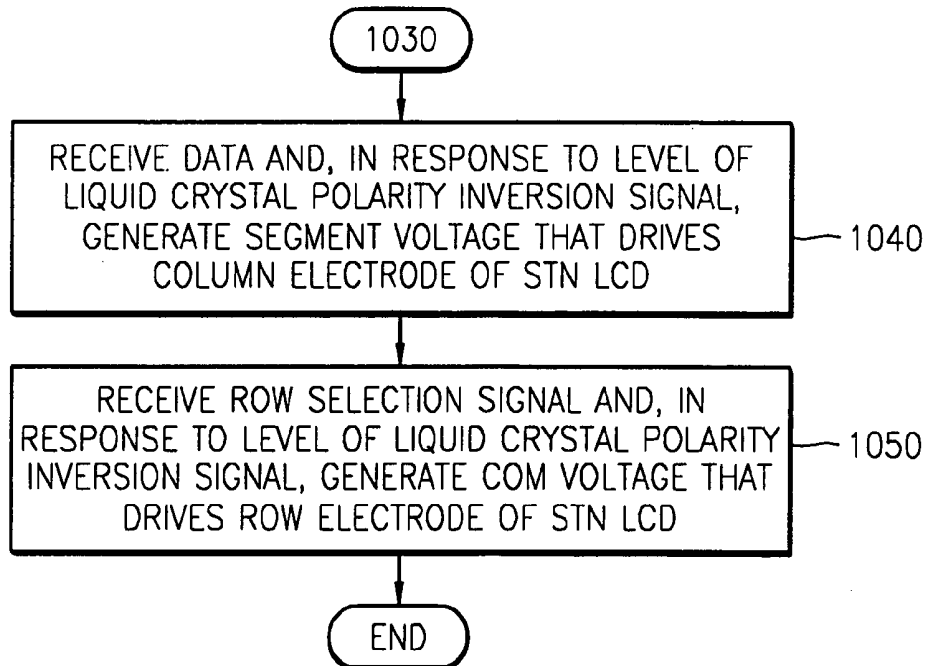 1030
RECEIVE DATA AND, IN RESPONSE TO LEVEL OF
LIQUID CRYSTAL POLARITY INVERSION SIGNAL,
GENERATE SEGMENT VOLTAGE THAT DRIVES
COLUMN ELECTRODE OF STN LCD
1040
RECEIVE ROW SELECTION SIGNAL AND, IN
RESPONSE TO LEVEL OF LIQUID CRYSTAL POLARITY
INVERSION SIGNAL, GENERATE COM VOLTAGE THAT
DRIVES ROW ELECTRODE OF STN LCD
1050
END